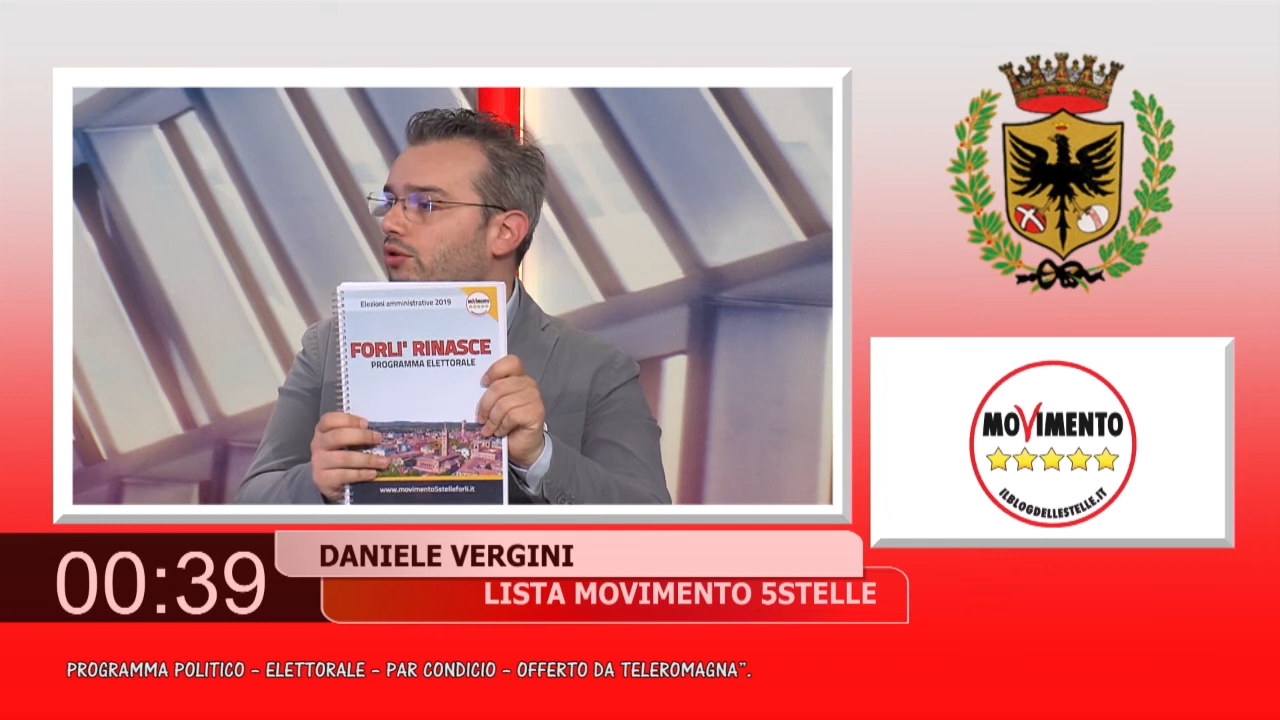 Elezioni amministrative 2019
MOVIMENTO
FORLI' RINASCE
PROGRAMMA ELETTORALE
www.movimento5stelleforli.it
MOVIMENTO
ILBLOGDELLESTELLE.IT
00:39
DANIELE VERGINI
LISTA MOVIMENTO 5STELLE
PROGRAMMA POLITICO - ELETTORALE - PAR CONDICIO - OFFERTO DA TELEROMAGNA".